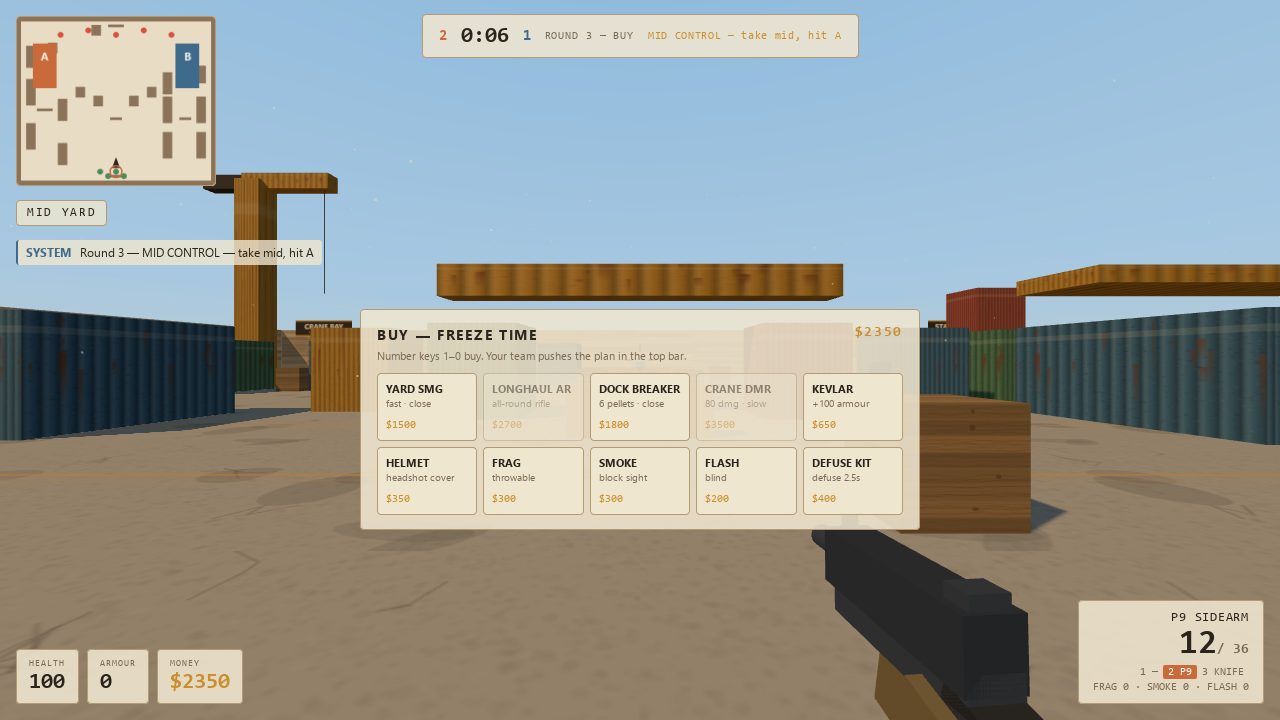 A
B
2 0:06 1 ROUND 3 — BUY MID CONTROL — take mid, hit A
MID YARD
SYSTEM Round 3 — MID CONTROL — take mid, hit A
CRANE BAY
BUY — FREEZE TIME
$2350
Number keys 1–0 buy. Your team pushes the plan in the top bar.
YARD SMG
fast · close
$1500
LONGHAUL AR
all-round rifle
$2700
DOCK BREAKER
6 pellets · close
$1800
CRANE DMR
80 dmg · slow
$3500
KEVLAR
+100 armour
$650
HELMET
headshot cover
$350
FRAG
throwable
$300
SMOKE
block sight
$300
FLASH
blind
$200
DEFUSE KIT
defuse 2.5s
$400
HEALTH
100
ARMOUR
0
MONEY
$2350
P9 SIDEARM
12 / 36
1 — 2 P9 3 KNIFE
FRAG 0 · SMOKE 0 · FLASH 0